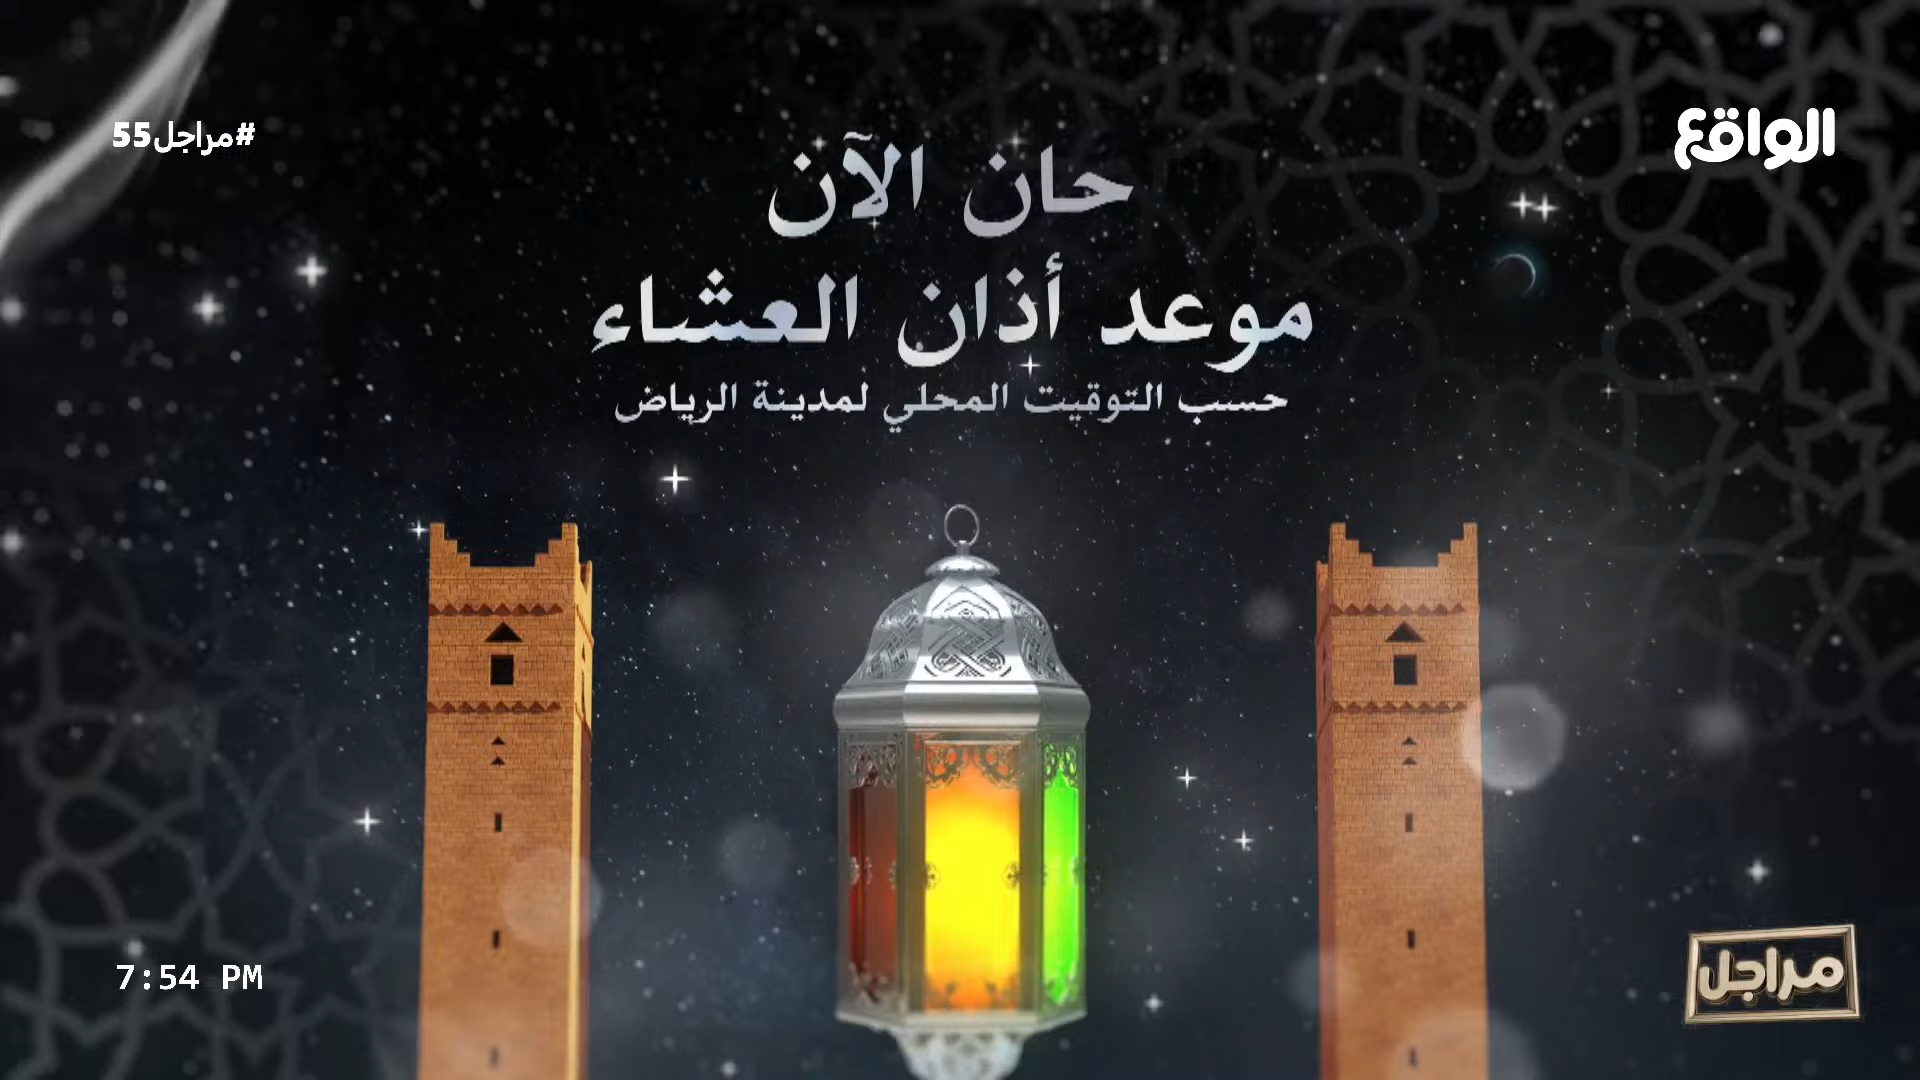 #مراجل55
الواقع
حان الآن
موعد أذان العشاء
حسب التوقيت المحلي لمدينة الرياض
7:54 PM
مراجل